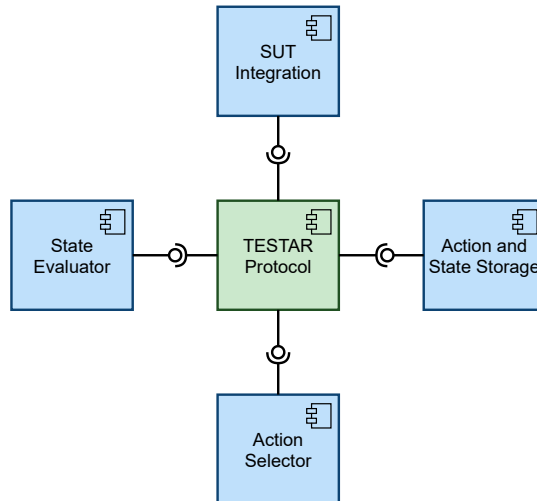 SUT
Integration
State
Evaluator
TESTAR
Protocol
Action and
State Storage
Action
Selector